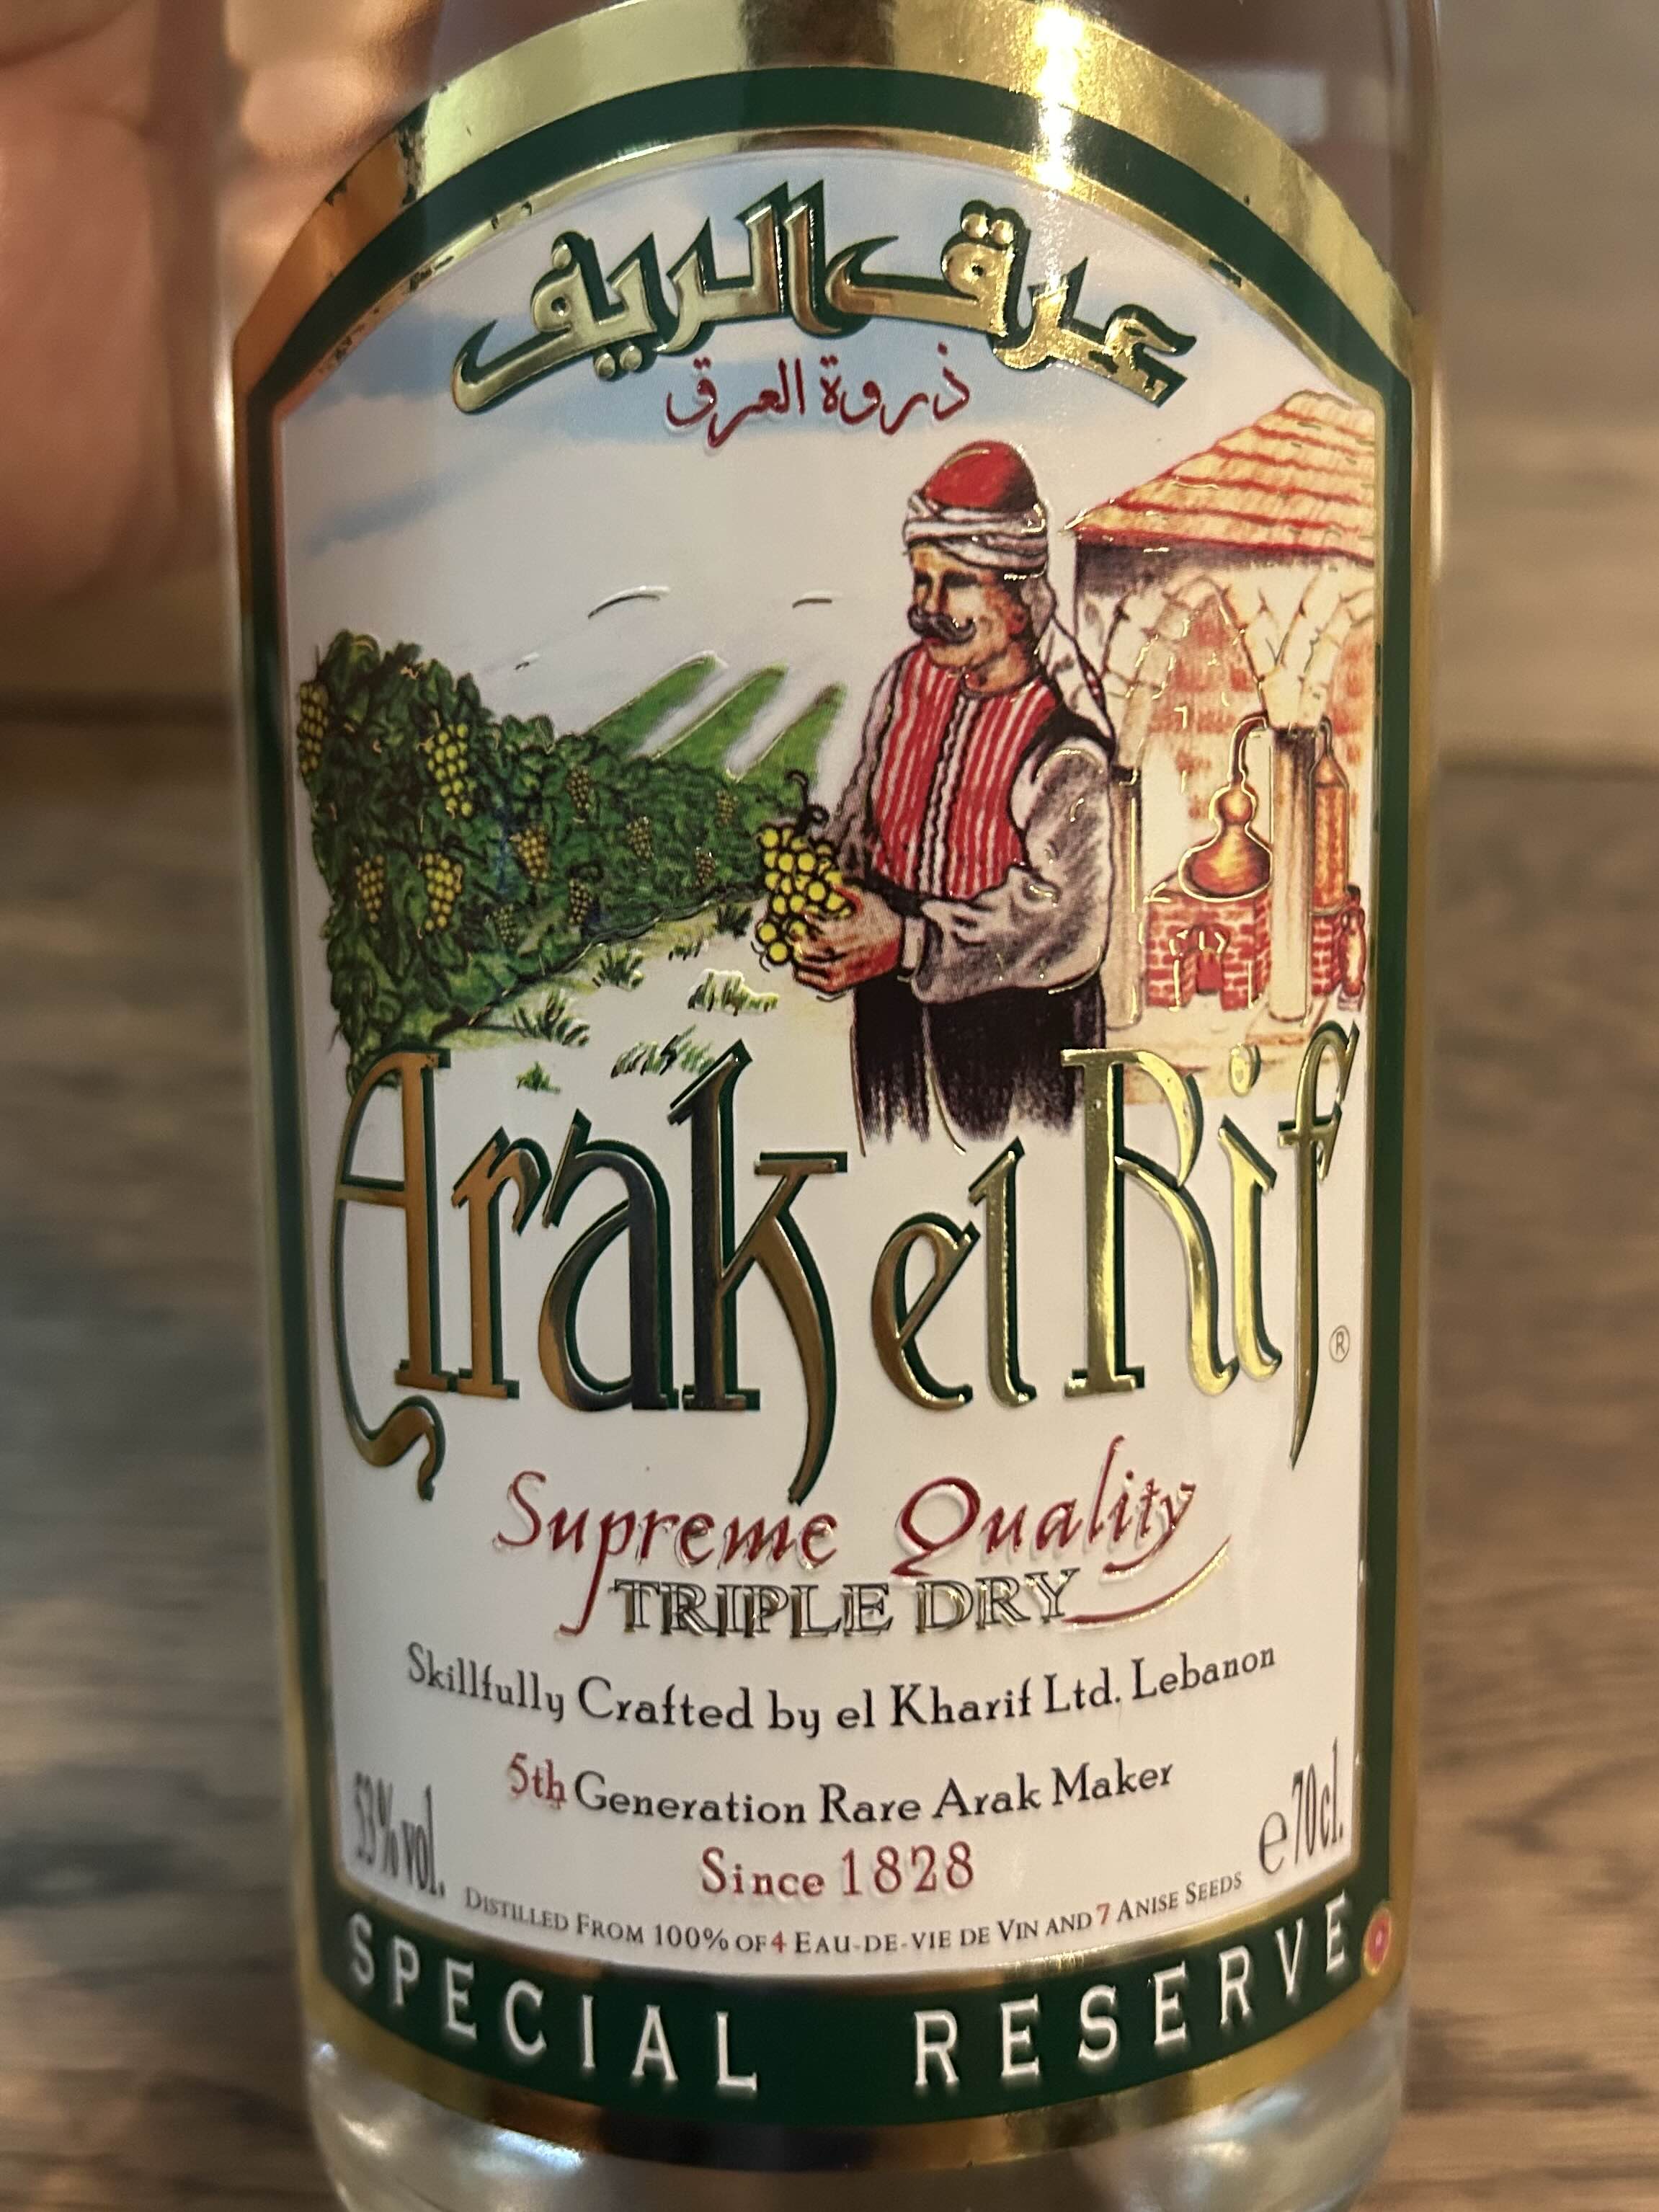 عرق الريف
ذروة العرق
Arak el Rif ®
Supreme Quality
TRIPLE DRY
Skillfully Crafted by el Kharif Ltd. Lebanon
5th Generation Rare Arak Maker
Since 1828
53% vol.
e 70cl.
DISTILLED FROM 100% OF 4 EAU-DE-VIE DE VIN AND 7 ANISE SEEDS
SPECIAL RESERVE